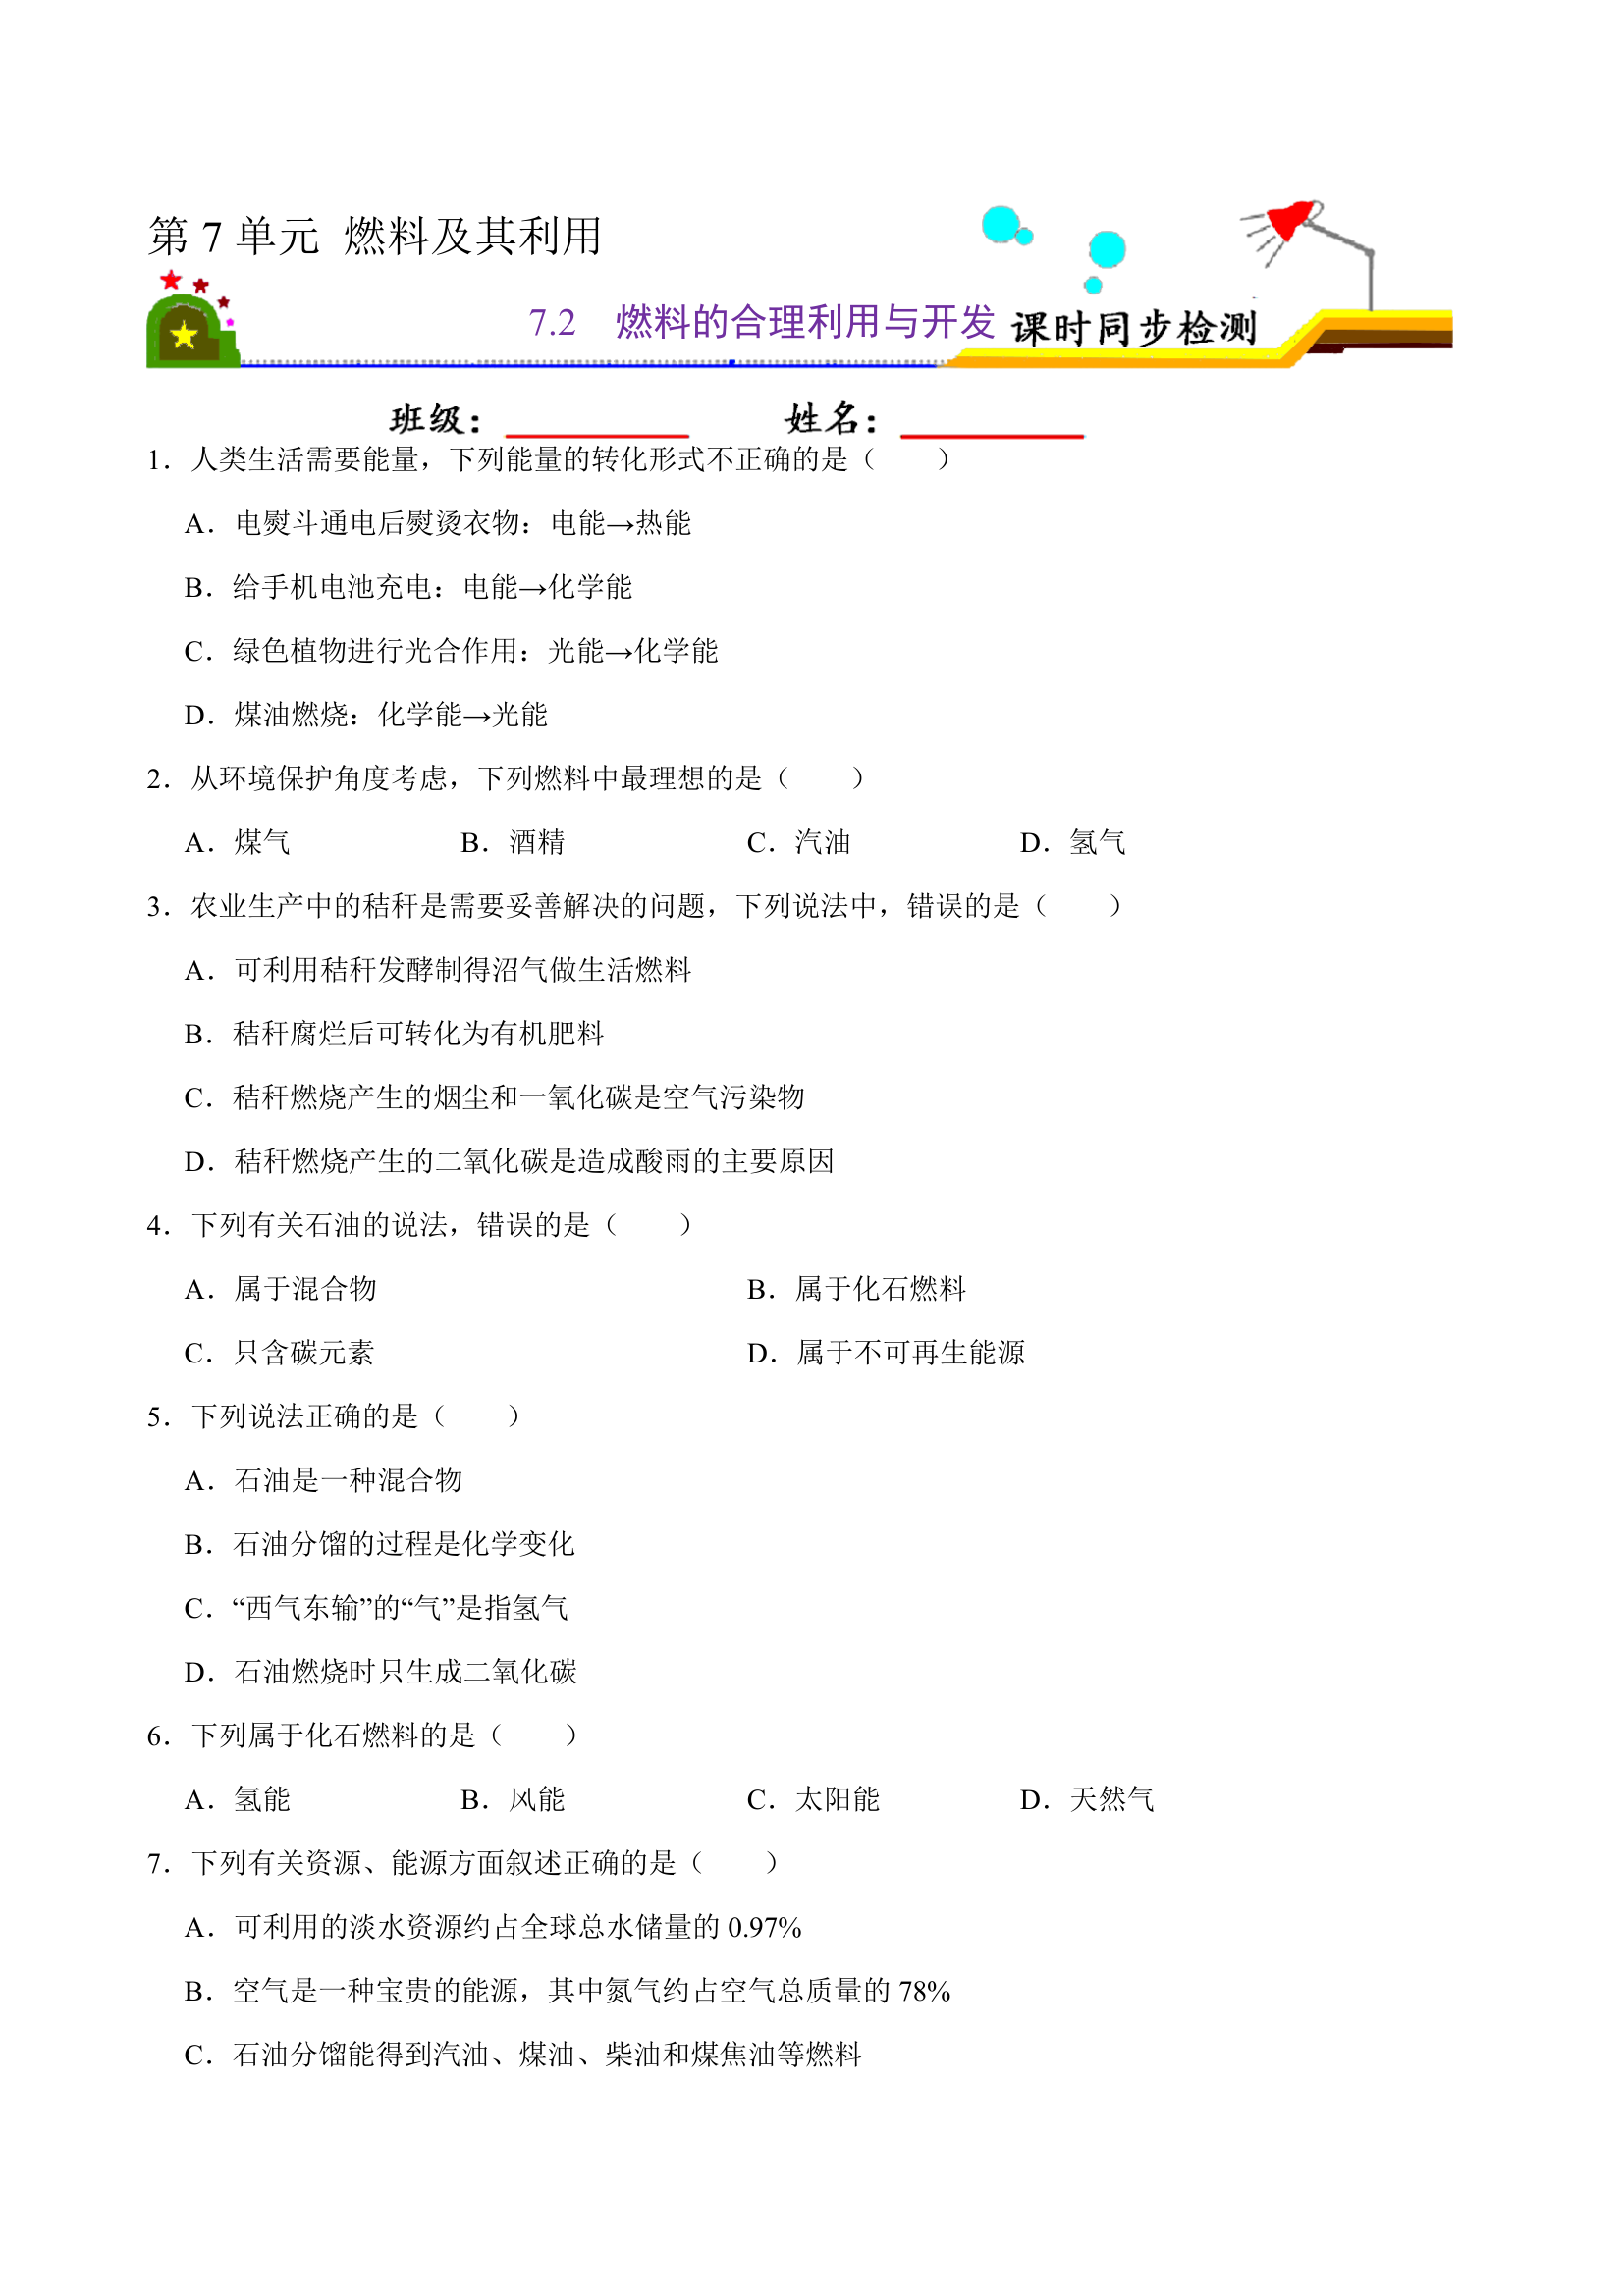 第 7 单元 燃料及其利用
7.2 燃料的合理利用与开发 课时同步检测
班级： 姓名：
1．人类生活需要能量，下列能量的转化形式不正确的是（　　）
A．电熨斗通电后熨烫衣物：电能→热能
B．给手机电池充电：电能→化学能
C．绿色植物进行光合作用：光能→化学能
D．煤油燃烧：化学能→光能
2．从环境保护角度考虑，下列燃料中最理想的是（　　）
A．煤气 B．酒精 C．汽油 D．氢气
3．农业生产中的秸秆是需要妥善解决的问题，下列说法中，错误的是（　　）
A．可利用秸秆发酵制得沼气做生活燃料
B．秸秆腐烂后可转化为有机肥料
C．秸秆燃烧产生的烟尘和一氧化碳是空气污染物
D．秸秆燃烧产生的二氧化碳是造成酸雨的主要原因
4．下列有关石油的说法，错误的是（　　）
A．属于混合物 B．属于化石燃料
C．只含碳元素 D．属于不可再生能源
5．下列说法正确的是（　　）
A．石油是一种混合物
B．石油分馏的过程是化学变化
C．“西气东输”的“气”是指氢气
D．石油燃烧时只生成二氧化碳
6．下列属于化石燃料的是（　　）
A．氢能 B．风能 C．太阳能 D．天然气
7．下列有关资源、能源方面叙述正确的是（　　）
A．可利用的淡水资源约占全球总水储量的 0.97%
B．空气是一种宝贵的能源，其中氮气约占空气总质量的 78%
C．石油分馏能得到汽油、煤油、柴油和煤焦油等燃料